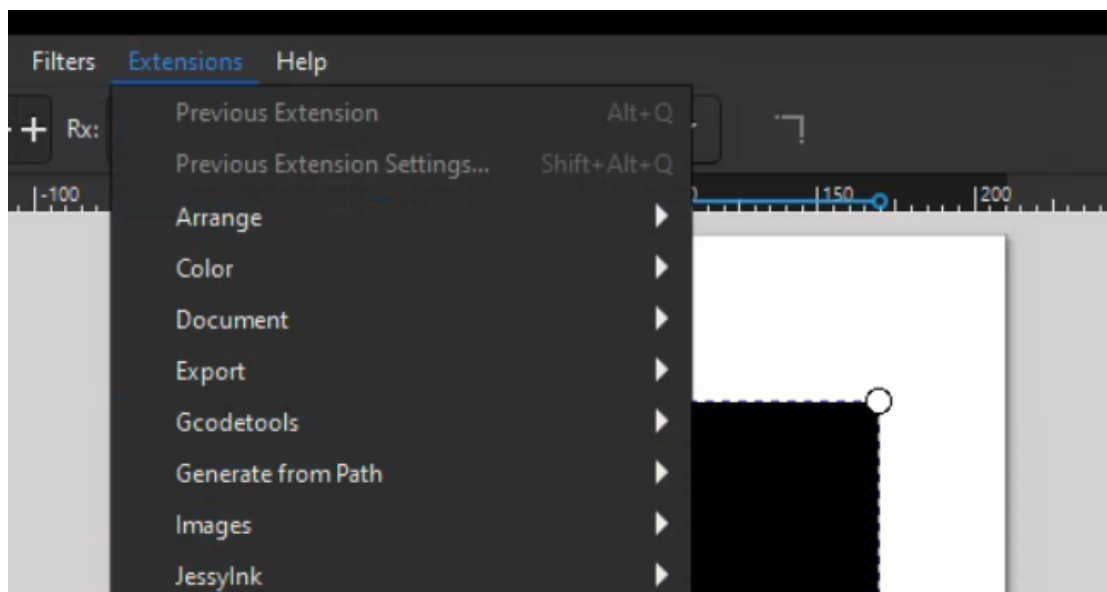 Filters Extensions Help
Rx:
Previous Extension Alt+Q
Previous Extension Settings... Shift+Alt+Q
-100 150 200
Arrange
Color
Document
Export
Gcodetools
Generate from Path
Images
JessyInk